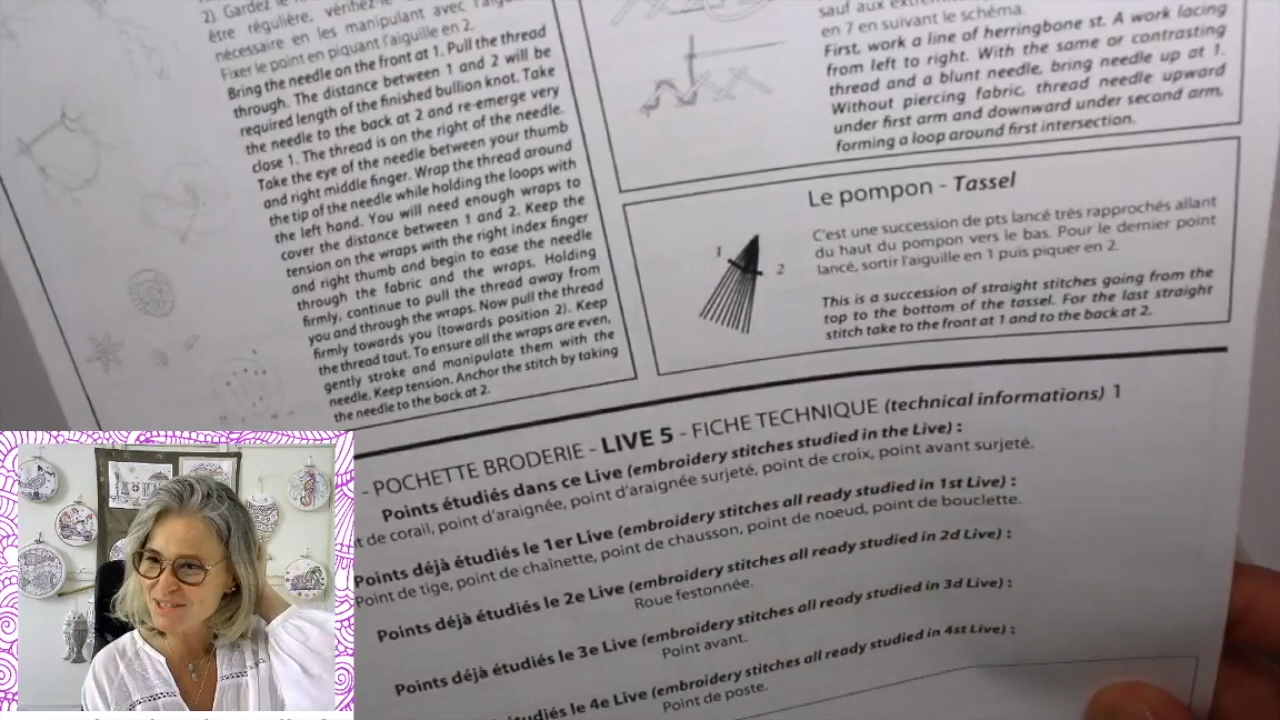 2). Gardez le
être régulière, vérifiez
nécessaire en les manipulant avec l'aiguille
Fixer le point en piquant l'aiguille en 2.
Bring the needle on the front at 1. Pull the thread
through. The distance between 1 and 2 will be
required length of the finished bullion knot. Take
the needle to the back at 2 and re-emerge very
close 1. The thread is on the right of the needle.
Take the eye of the needle between your thumb
and right middle finger. Wrap the thread around
the tip of the needle while holding the loops with
the left hand. You will need enough wraps to
cover the distance between 1 and 2. Keep the
tension on the wraps with the right index finger
and right thumb and begin to ease the needle
through the fabric and the wraps. Holding
firmly, continue to pull the thread away from
you and through the wraps. Now pull the thread
firmly towards you (towards position 2). Keep
the thread taut. To ensure all the wraps are even,
gently stroke and manipulate them with the
needle. Keep tension. Anchor the stitch by taking
the needle to the back at 2.
sauf aux
en 7 en suivant le schéma.
First, work a line of herringbone st. A work lacing
from left to right. With the same or contrasting
thread and a blunt needle, bring needle up at 1.
Without piercing fabric, thread needle upward
under first arm and downward under second arm,
forming a loop around first intersection.
Le pompon - Tassel
1
2
C'est une succession de pts lancé très rapprochés allant
du haut du pompon vers le bas. Pour le dernier point
lancé, sortir l'aiguille en 1 puis piquer en 2.
This is a succession of straight stitches going from the
top to the bottom of the tassel. For the last straight
stitch take to the front at 1 and to the back at 2.
- POCHETTE BRODERIE - LIVE 5 - FICHE TECHNIQUE (technical informations) 1
Points étudiés dans ce Live (embroidery stitches studied in the Live) :
t de corail, point d'araignée, point d'araignée surjeté, point de croix, point avant surjeté.
Points déjà étudiés le 1er Live (embroidery stitches all ready studied in 1st Live) :
Point de tige, point de chaînette, point de chausson, point de noeud, point de bouclette.
Points déjà étudiés le 2e Live (embroidery stitches all ready studied in 2d Live) :
Roue festonnée.
Points déjà étudiés le 3e Live (embroidery stitches all ready studied in 3d Live) :
Point avant.
étudiés le 4e Live (embroidery stitches all ready studied in 4st Live) :
Point de poste.